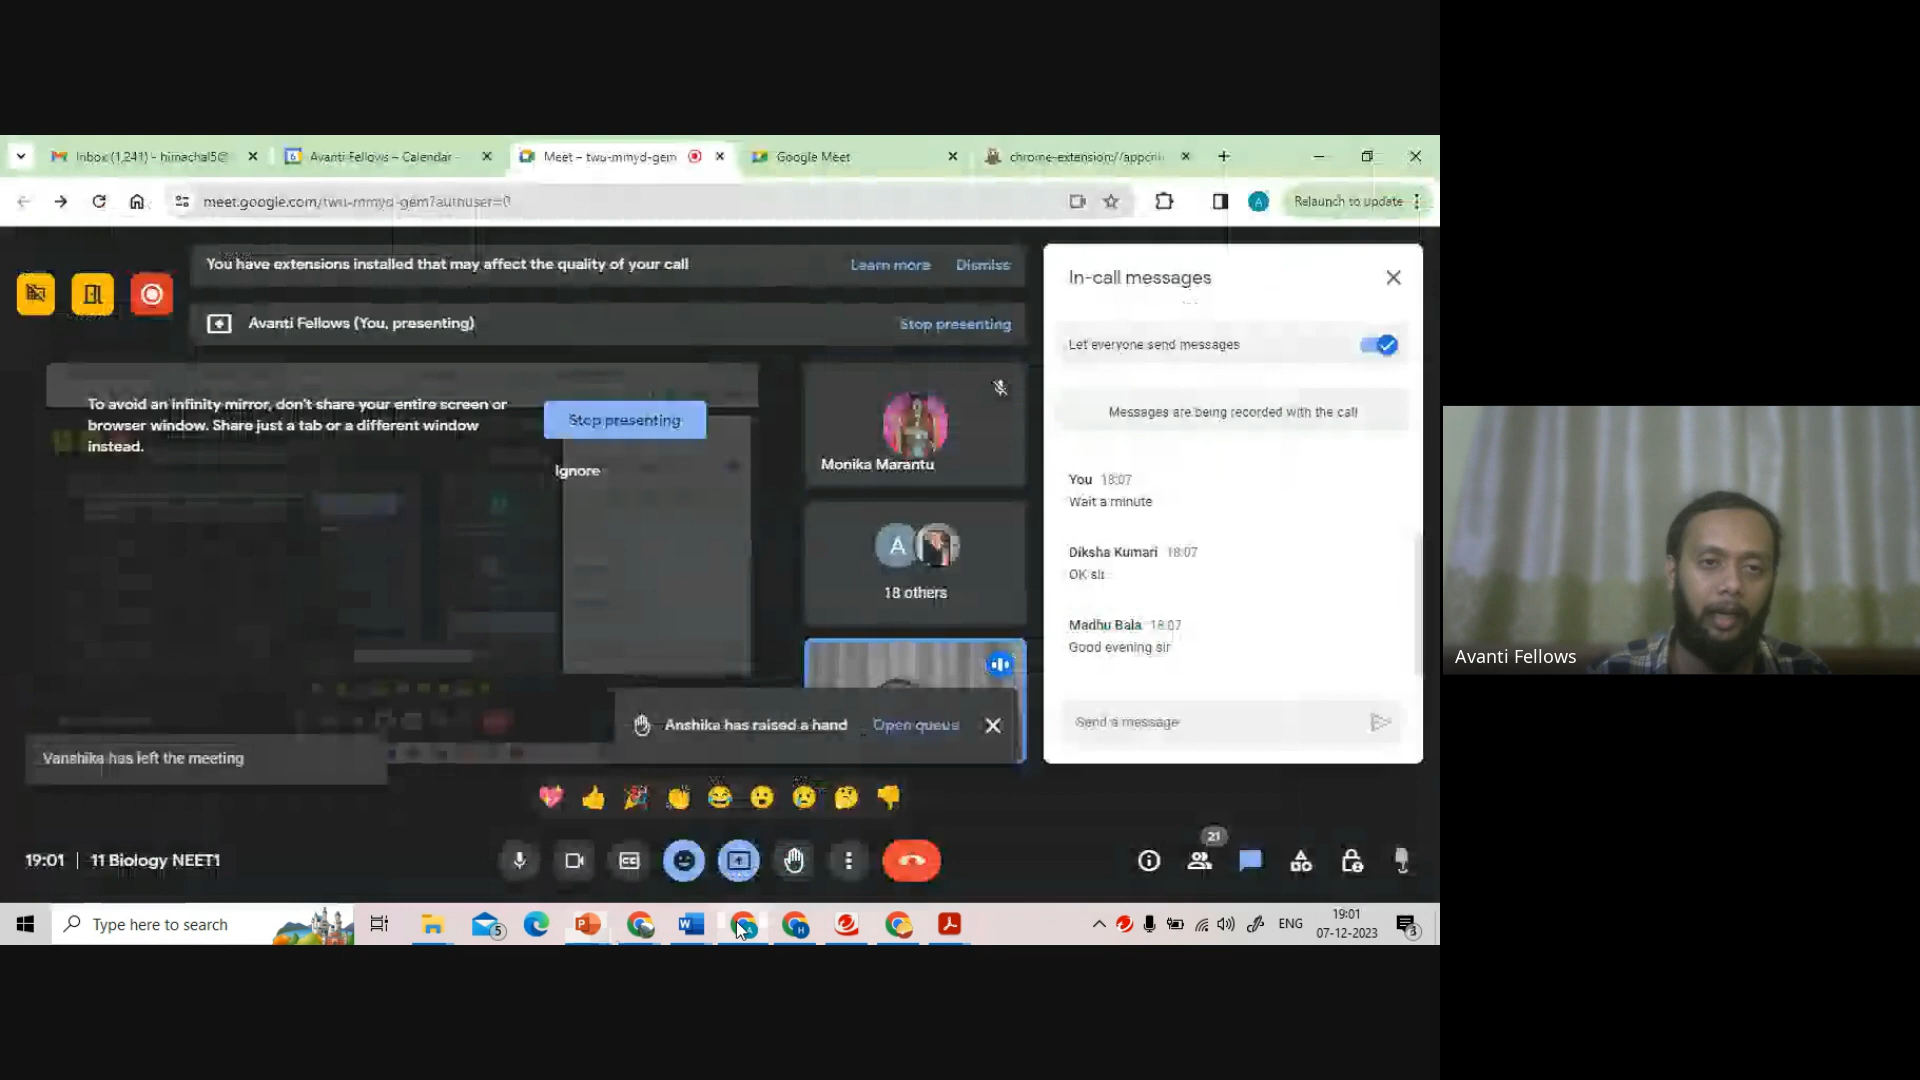 Inbox (1,241) - himachal5@
Avanti Fellows - Calendar -
Meet – twu-mmyd-gem
Google Meet
chrome-extension://appcni
meet.google.com/twu-mmyd-gem?authuser=0
Relaunch to update
You have extensions installed that may affect the quality of your call
Learn more
Dismiss
Avanti Fellows (You, presenting)
Stop presenting
To avoid an infinity mirror, don't share your entire screen or
browser window. Share just a tab or a different window
instead.
Stop presenting
Ignore
Monika Marantu
A
18 others
Anshika has raised a hand
Open queue
Vanshika has left the meeting
In-call messages
Let everyone send messages
Messages are being recorded with the call
You 18:07
Wait a minute
Diksha Kumari 18:07
OK sir
Madhu Bala 18:07
Good evening sir
Send a message
19:01 | 11 Biology NEET1
21
Type here to search
5
ENG
19:01
07-12-2023
3
Avanti Fellows